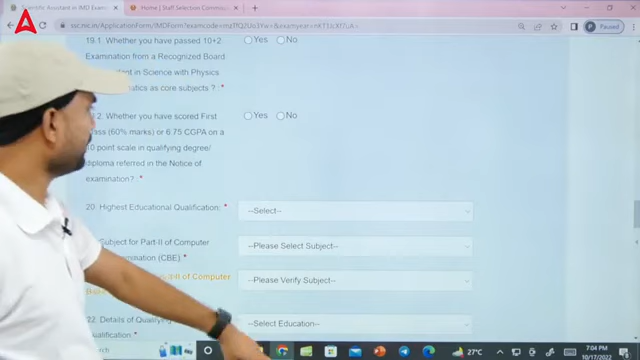 Scientific Assistant in IMD Exam
Home | Staff Selection Commiss
ssc.nic.in/ApplicationForm/IMDForm?examcode=
Paused
19.1. Whether you have passed 10+2
Yes No
Examination from a Recognized Board
in Science with Physics
as core subjects ? *
2. Whether you have scored First
Yes No
(60% marks) or 6.75 CGPA on a
10 point scale in qualifying degree/
diploma referred in the Notice of
examination? *
20. Highest Educational Qualification: *
--Select--
Subject for Part-II of Computer
--Please Select Subject--
(CBE): *
-II of Computer
--Please Verify Subject--
22. Details of Qualifying
--Select Education--
*
27°C
7:04 PM
10/17/2022